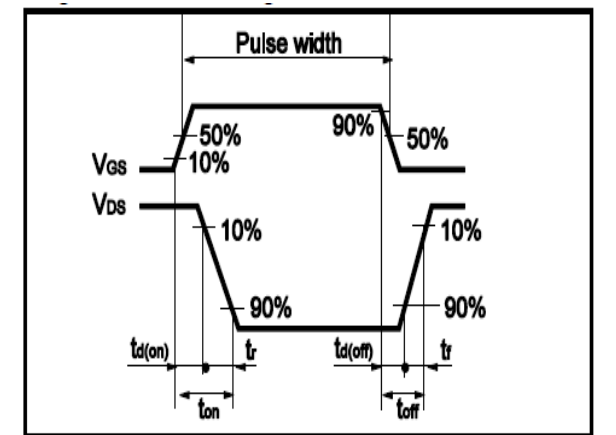 Pulse width
50%
90%
50%
VGS
10%
VDS
10%
10%
90%
90%
td(on)
tr
td(off)
tf
ton
toff